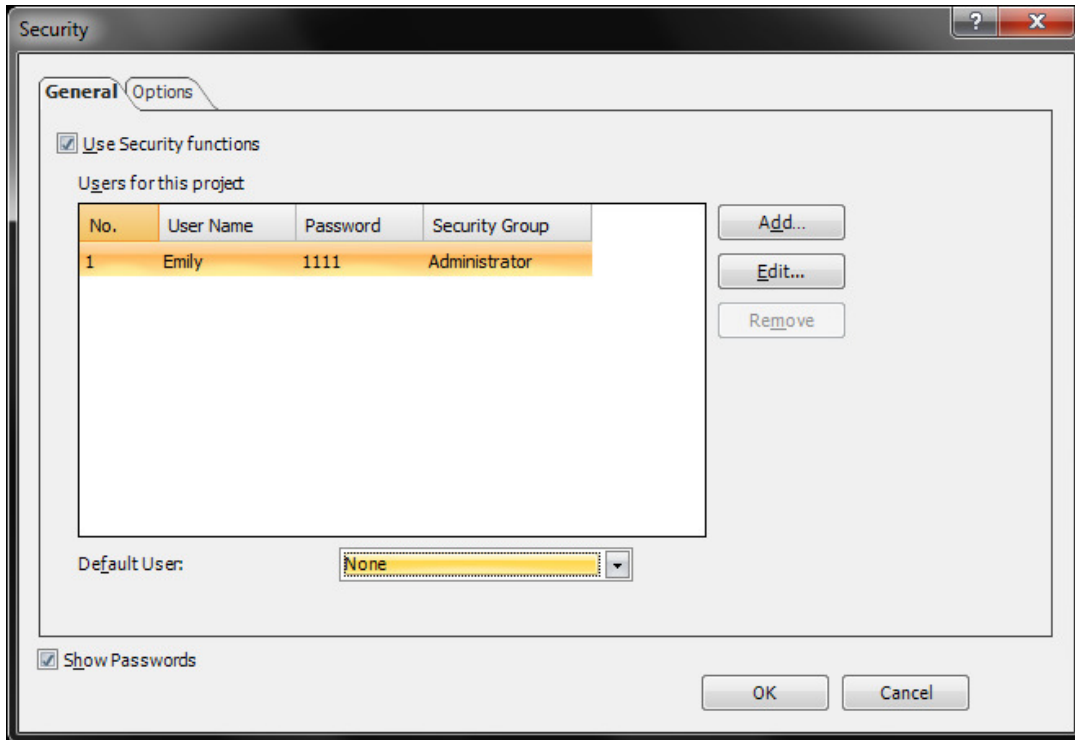 Security
General Options
Use Security functions
Users for this project
No. User Name Password Security Group
1 Emily 1111 Administrator
Add...
Edit...
Remove
Default User: None
Show Passwords
OK Cancel